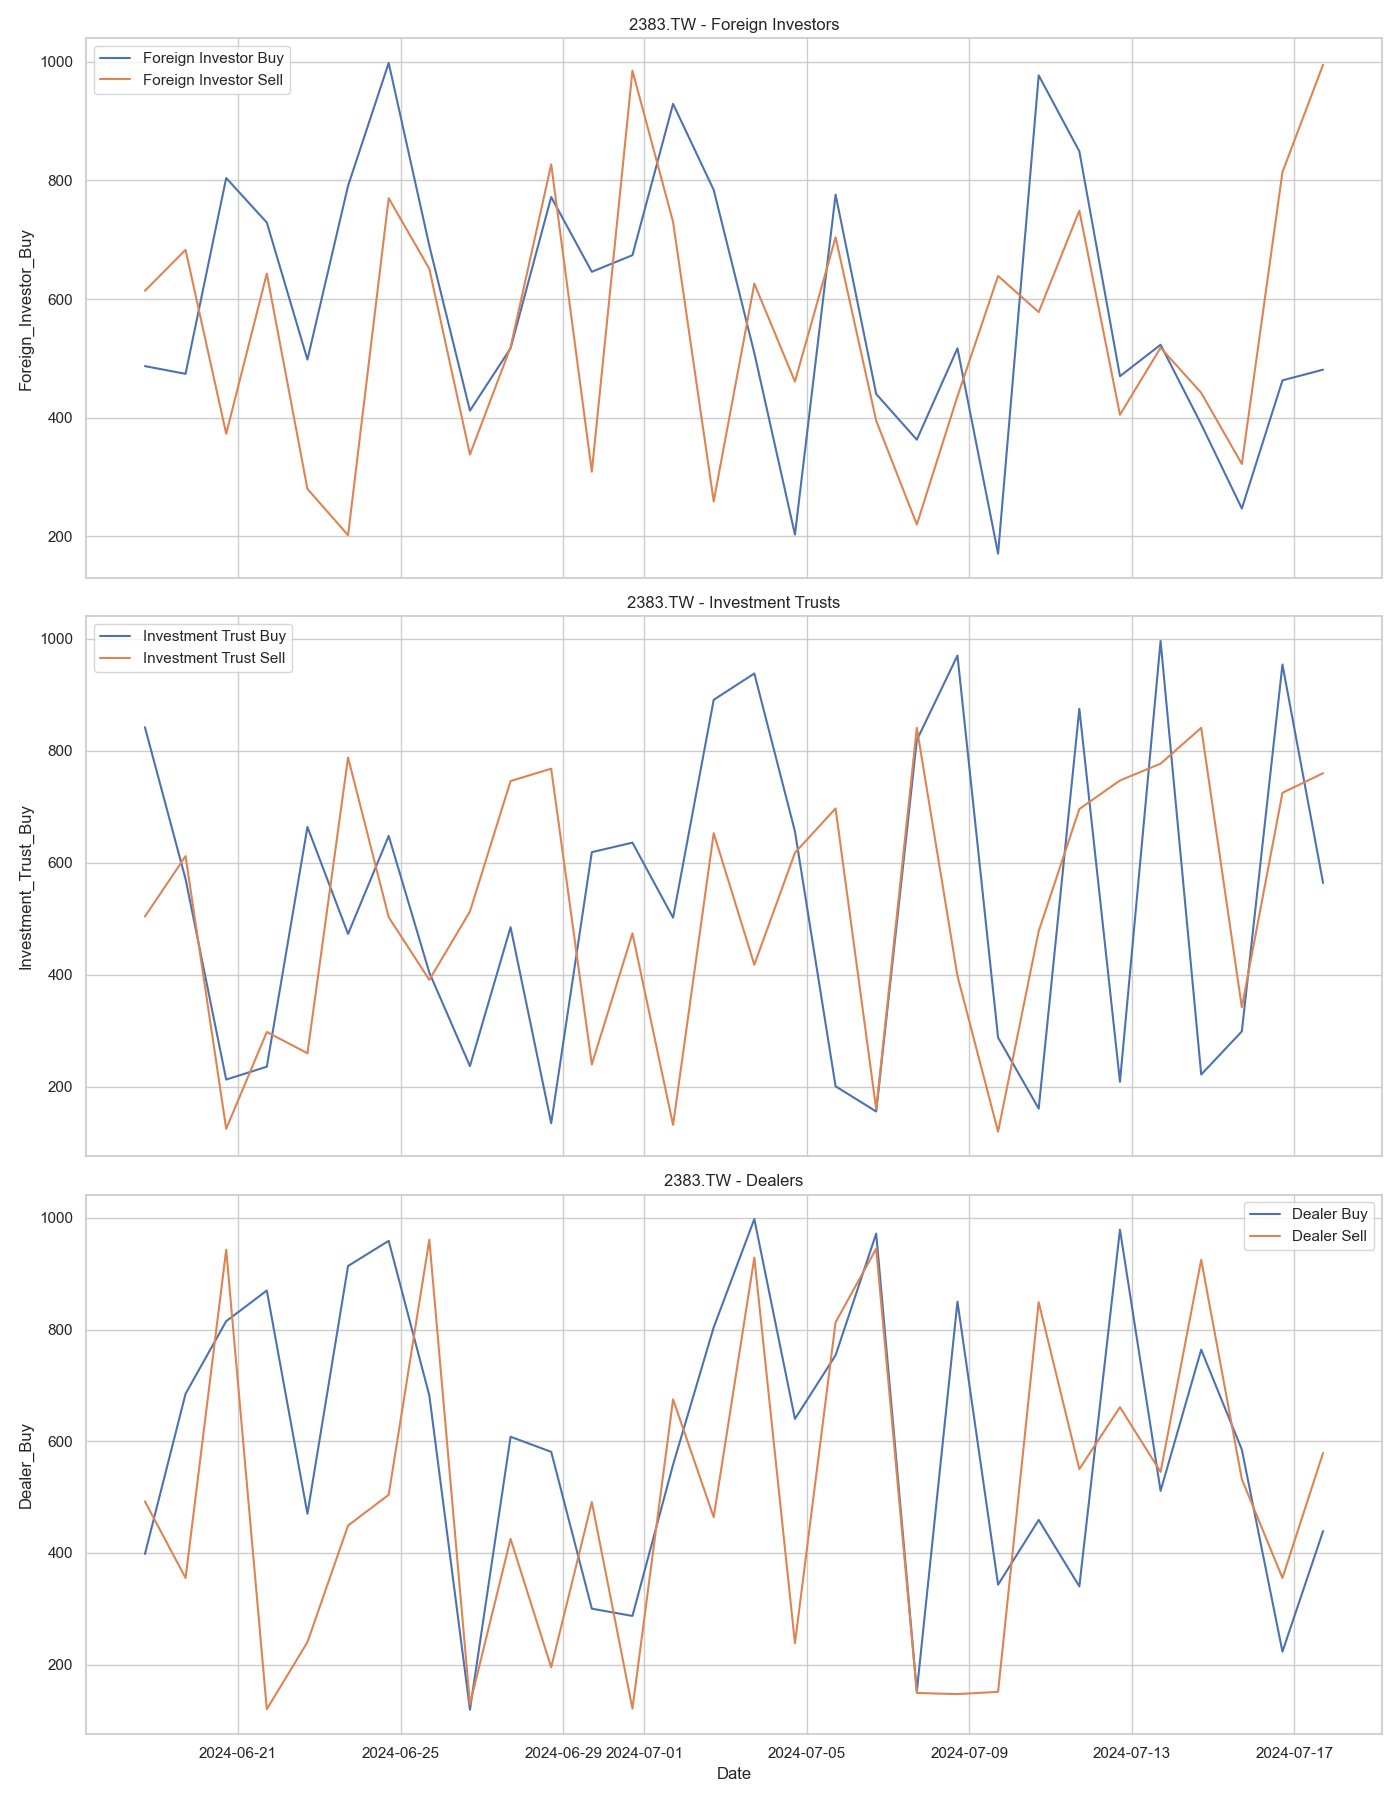 2383.TW - Foreign Investors
Foreign Investor Buy
Foreign Investor Sell
Foreign_Investor_Buy
1000
800
600
400
200
2383.TW - Investment Trusts
Investment Trust Buy
Investment Trust Sell
Investment_Trust_Buy
1000
800
600
400
200
2383.TW - Dealers
Dealer Buy
Dealer Sell
Dealer_Buy
1000
800
600
400
200
2024-06-21 2024-06-25 2024-06-29 2024-07-01 2024-07-05 2024-07-09 2024-07-13 2024-07-17
Date